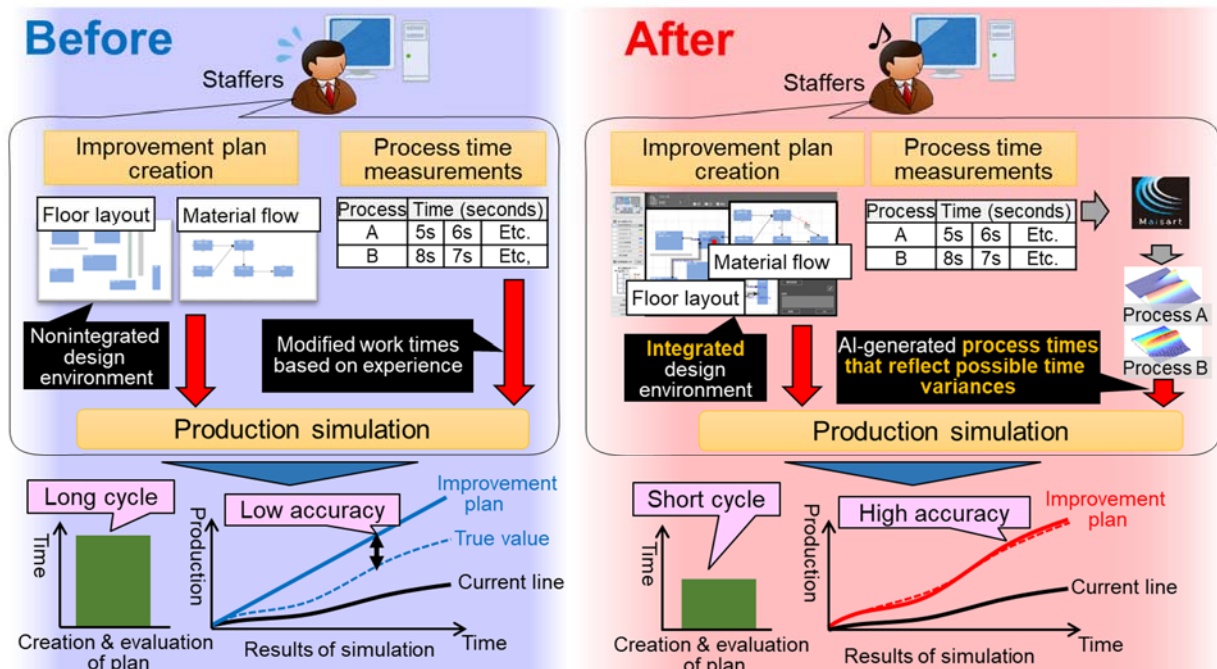 Before
Staffers
Improvement plan
creation
Process time
measurements
Floor layout
Material flow
Process Time (seconds)
A 5s 6s Etc.
B 8s 7s Etc,
Nonintegrated
design
environment
Modified work times
based on experience
Production simulation
Long cycle
Time
Creation & evaluation
of plan
Low accuracy
Production
Improvement
plan
True value
Current line
Time
Results of simulation
After
Staffers
Improvement plan
creation
Process time
measurements
Material flow
Floor layout
Process Time (seconds)
A 5s 6s Etc.
B 8s 7s Etc.
Maisart
Process A
Process B
Integrated
design
environment
AI-generated process times
that reflect possible time
variances
Production simulation
Short cycle
Time
Creation & evaluation
of plan
High accuracy
Production
Improvement
plan
Current line
Time
Results of simulation